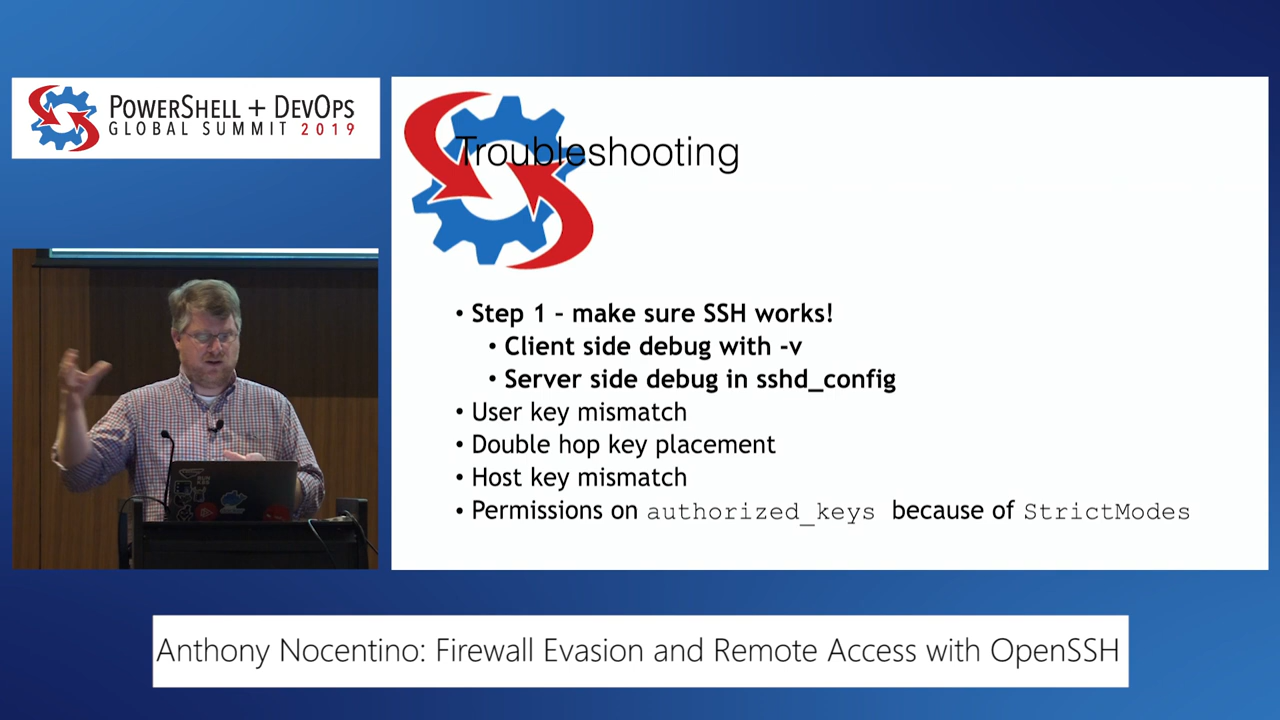 POWERSHELL + DEVOPS
GLOBAL SUMMIT 2019
Troubleshooting
• Step 1 – make sure SSH works!
• Client side debug with -v
• Server side debug in sshd_config
• User key mismatch
• Double hop key placement
• Host key mismatch
• Permissions on authorized_keys because of StrictModes
Anthony Nocentino: Firewall Evasion and Remote Access with OpenSSH